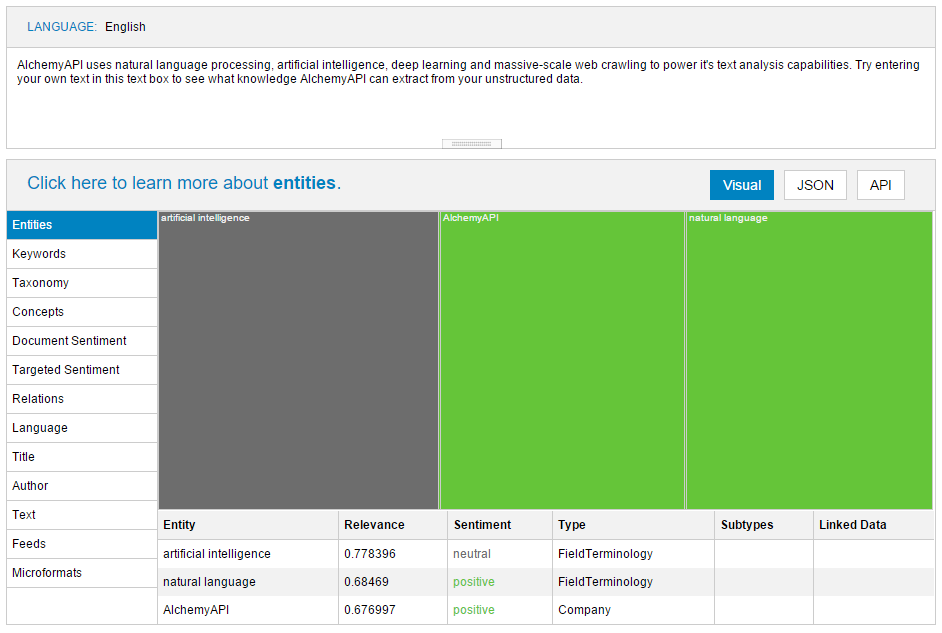 LANGUAGE: English
AlchemyAPI uses natural language processing, artificial intelligence, deep learning and massive-scale web crawling to power it's text analysis capabilities. Try entering
your own text in this text box to see what knowledge AlchemyAPI can extract from your unstructured data.
Click here to learn more about entities.
Visual JSON API
Entities
Keywords
Taxonomy
Concepts
Document Sentiment
Targeted Sentiment
Relations
Language
Title
Author
Text
Feeds
Microformats
artificial intelligence AlchemyAPI natural language
Entity Relevance Sentiment Type Subtypes Linked Data
artificial intelligence 0.778396 neutral FieldTerminology
natural language 0.68469 positive FieldTerminology
AlchemyAPI 0.676997 positive Company